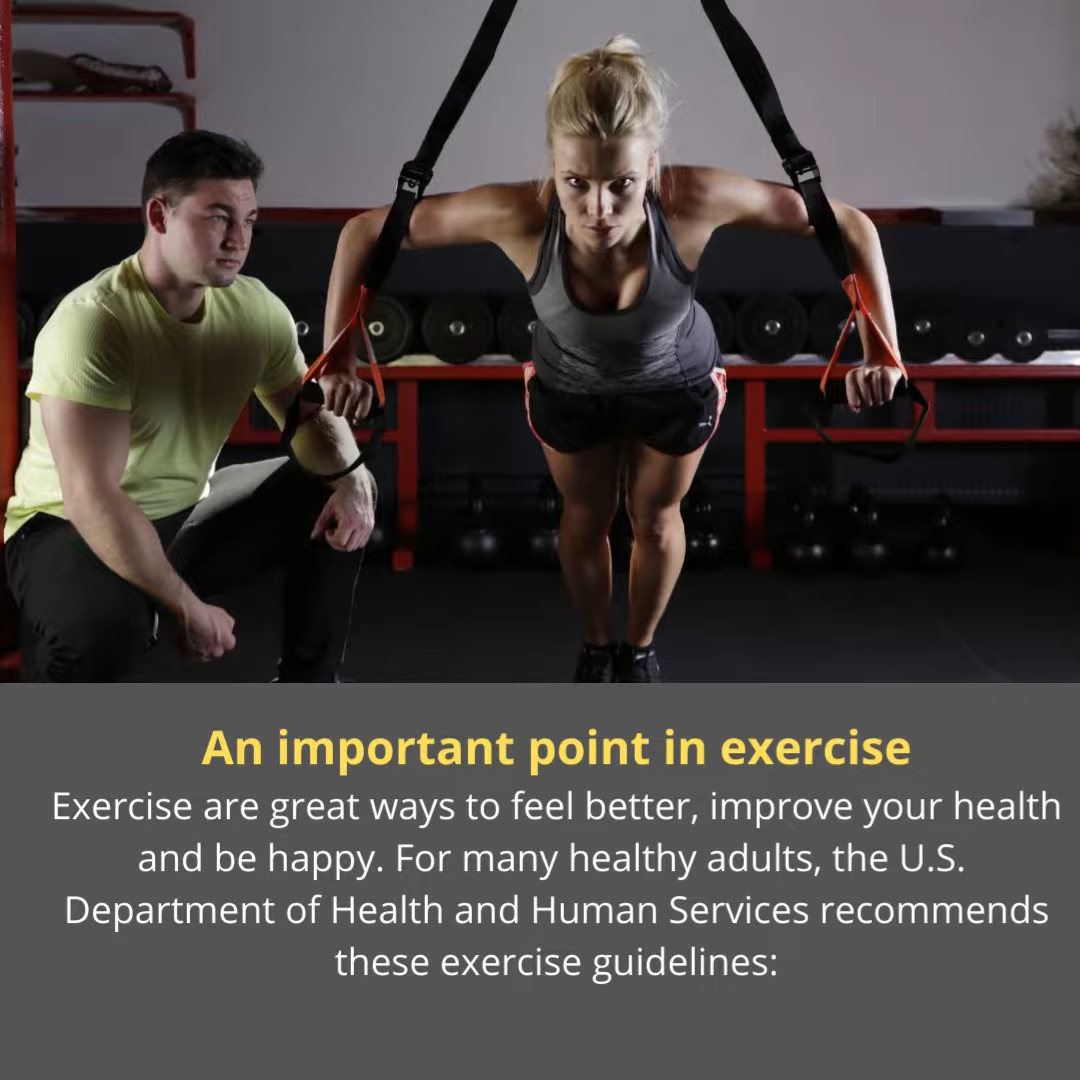 An important point in exercise
Exercise are great ways to feel better, improve your health
and be happy. For many healthy adults, the U.S.
Department of Health and Human Services recommends
these exercise guidelines: